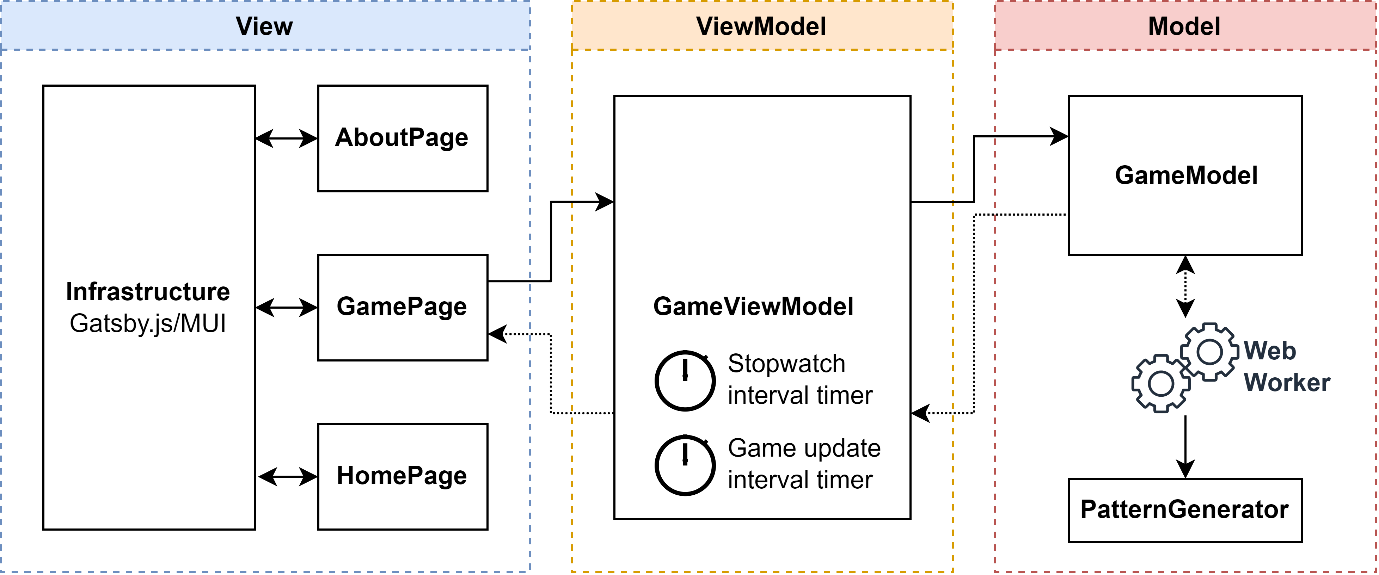 View
ViewModel
Model
Infrastructure
Gatsby.js/MUI
AboutPage
GamePage
HomePage
GameViewModel
Stopwatch
interval timer
Game update
interval timer
GameModel
Web
Worker
PatternGenerator